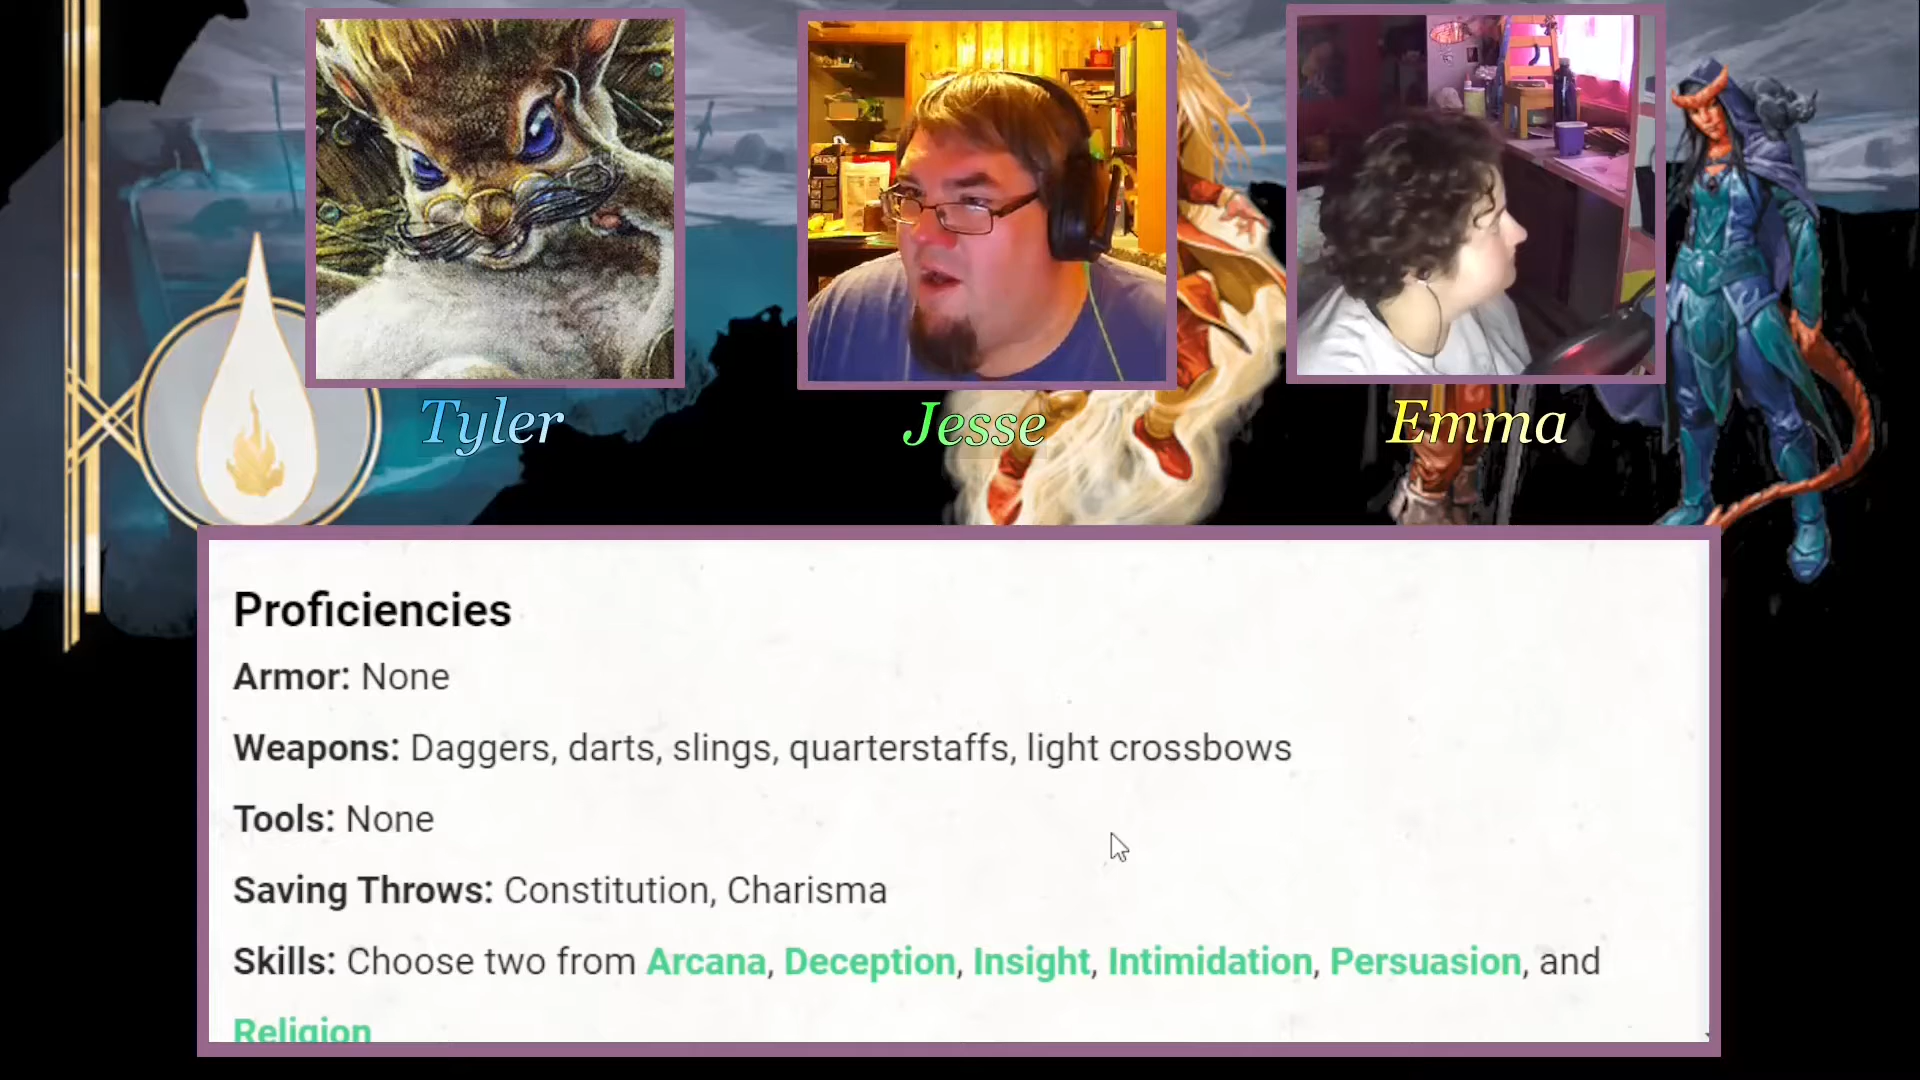 Tyler
Jesse
Emma
Proficiencies
Armor: None
Weapons: Daggers, darts, slings, quarterstaffs, light crossbows
Tools: None
Saving Throws: Constitution, Charisma
Skills: Choose two from Arcana, Deception, Insight, Intimidation, Persuasion, and
Religion